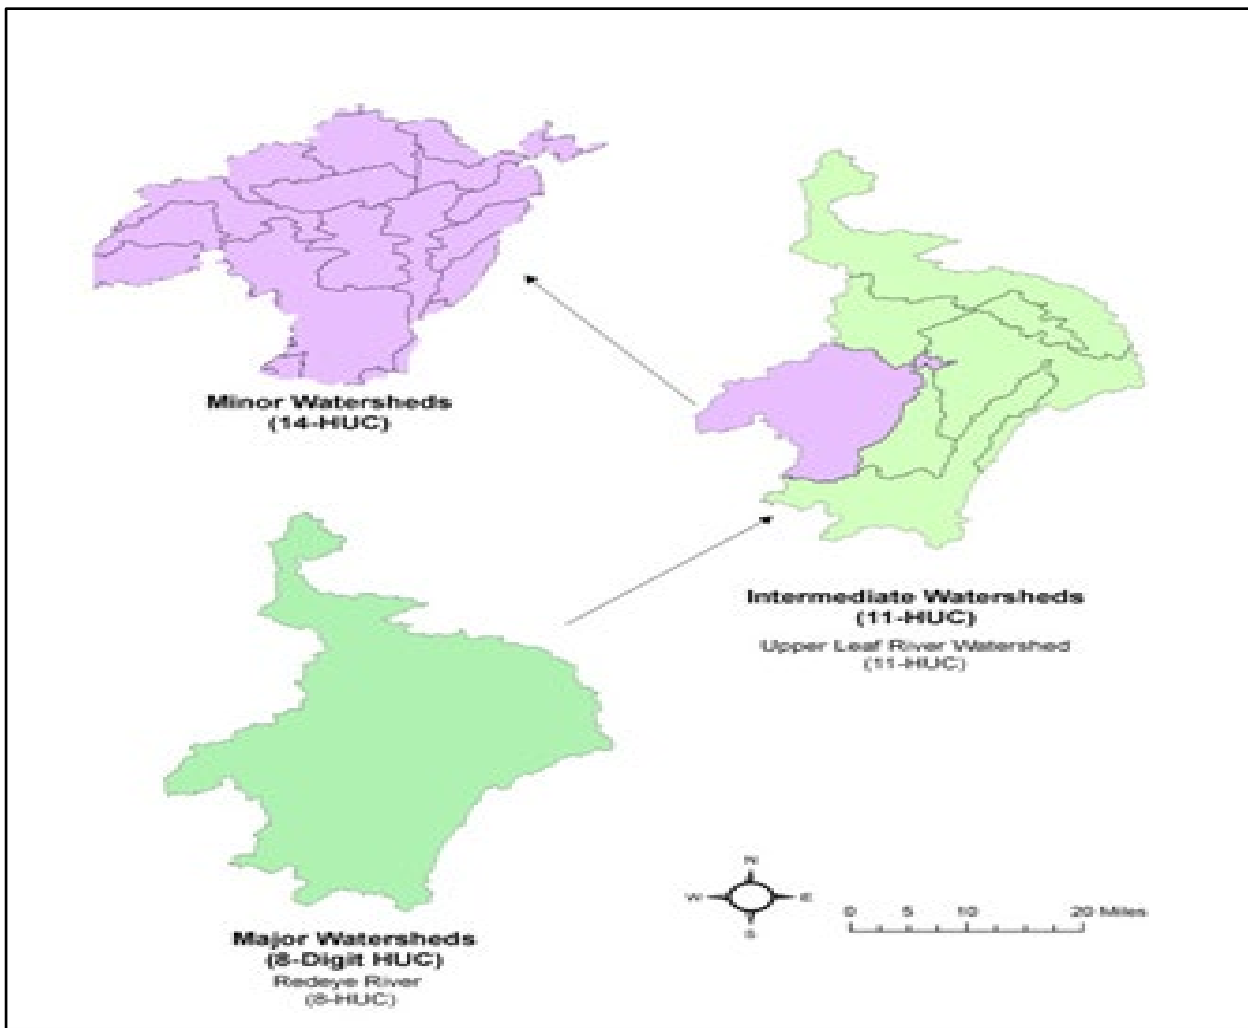 Minor Watersheds
(14-HUC)
Intermediate Watersheds
(11-HUC)
Upper Leaf River Watershed
(11-HUC)
Major Watersheds
(8-Digit HUC)
Redeye River
(8-HUC)
N
W E
S
0 5 10 20 Miles